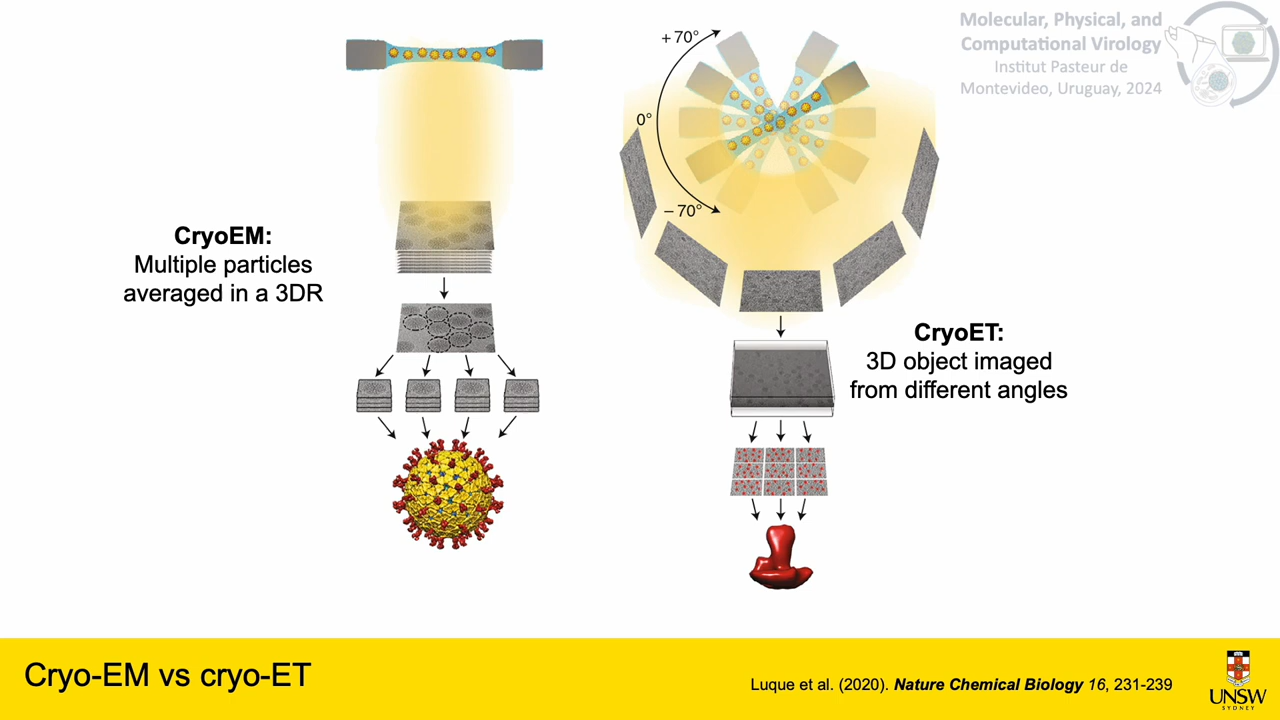 Molecular, Physical, and
Computational Virology
Institut Pasteur de
Montevideo, Uruguay, 2024
+70°
0°
–70°
CryoEM:
Multiple particles
averaged in a 3DR
CryoET:
3D object imaged
from different angles
Cryo-EM vs cryo-ET
Luque et al. (2020). Nature Chemical Biology 16, 231-239
UNSW
SYDNEY